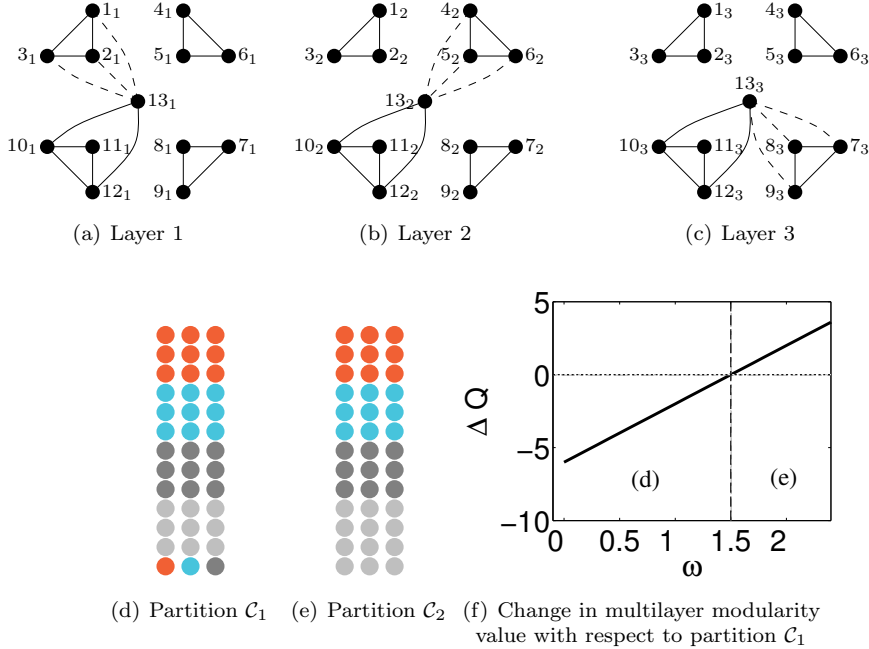 1₁ 4₁ 1₂ 4₂ 1₃ 4₃
3₁ 2₁ 5₁ 6₁ 3₂ 2₂ 5₂ 6₂ 3₃ 2₃ 5₃ 6₃
13₁ 13₂ 13₃
10₁ 11₁ 8₁ 7₁ 10₂ 11₂ 8₂ 7₂ 10₃ 11₃ 8₃ 7₃
12₁ 9₁ 12₂ 9₂ 12₃ 9₃
(a) Layer 1 (b) Layer 2 (c) Layer 3
5
0
Δ Q
−5
(d) (e)
−10
0 0.5 1 1.5 2
ω
(d) Partition 𝒞₁ (e) Partition 𝒞₂ (f) Change in multilayer modularity
value with respect to partition 𝒞₁